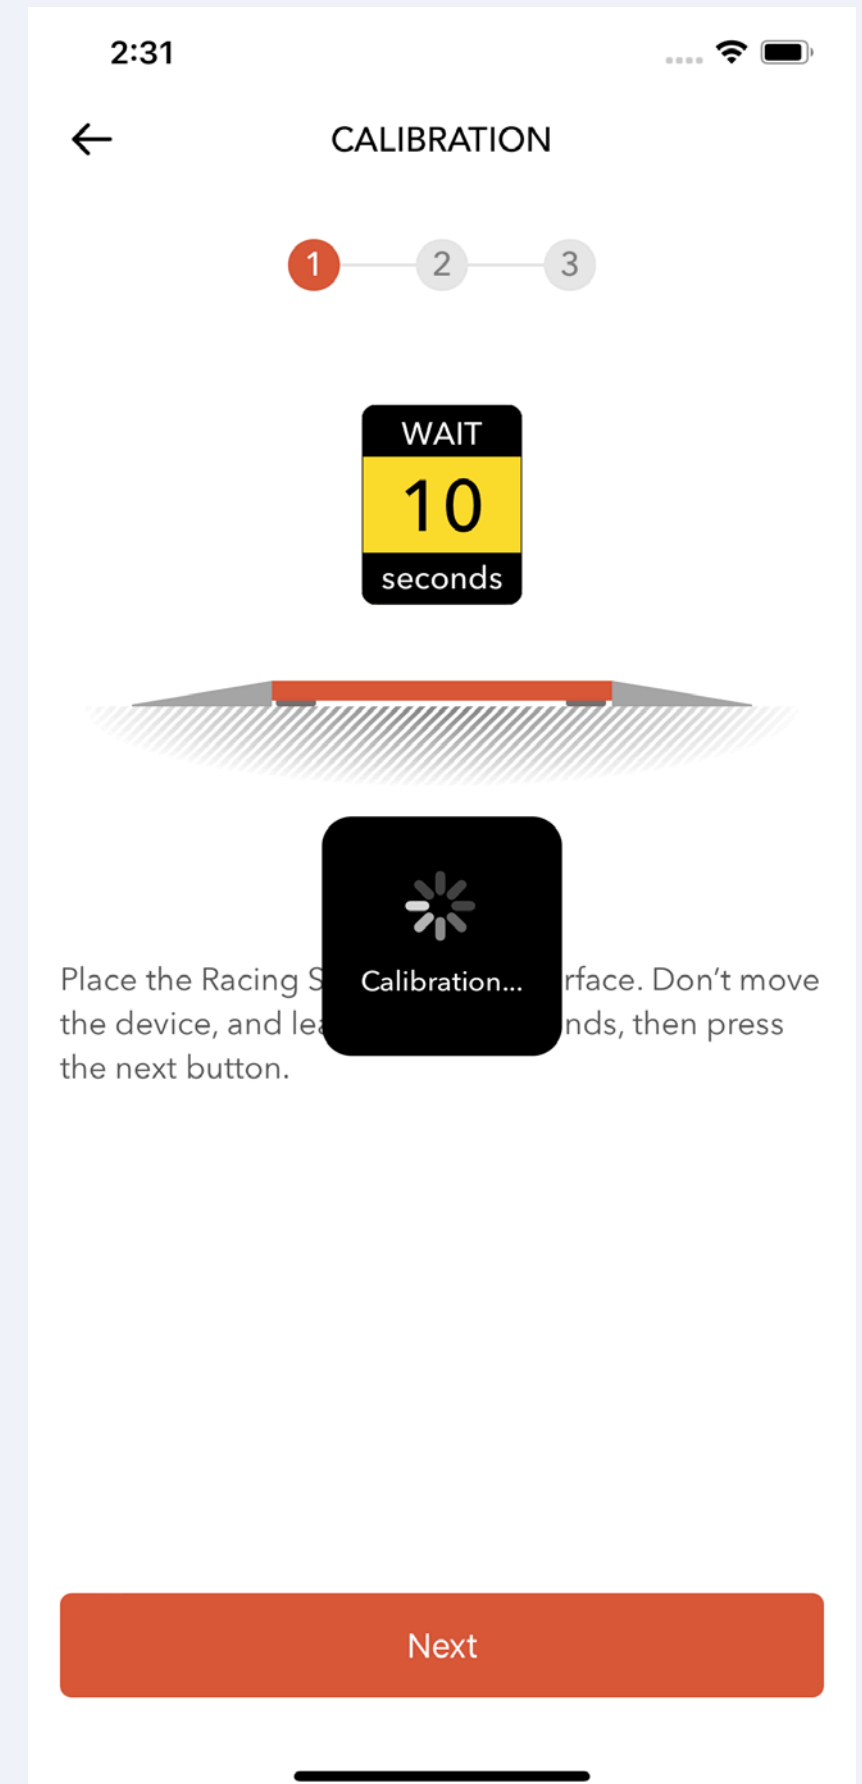 2:31
CALIBRATION
1 2 3
WAIT
10
seconds
Calibration...
Place the Racing rface. Don't move
the device, and nds, then press
the next button.
Next